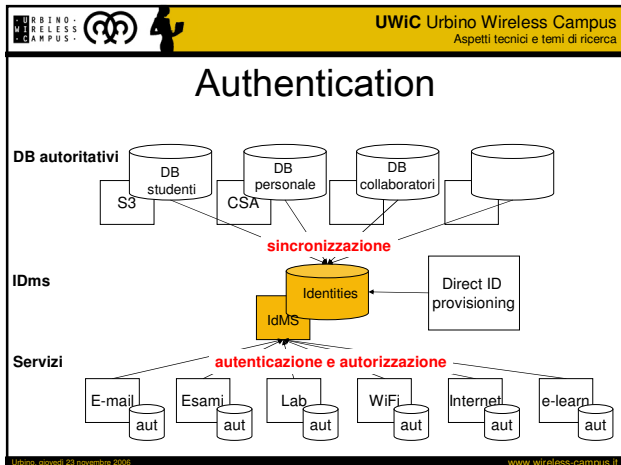 URBINO·
WIRELESS
CAMPUS·
UWiC Urbino Wireless Campus
Aspetti tecnici e temi di ricerca
Authentication
DB autoritativi
DB
studenti
S3
DB
personale
CSA
DB
collaboratori
sincronizzazione
IDms
Identities
IdMS
Direct ID
provisioning
Servizi
autenticazione e autorizzazione
E-mail
aut
Esami
aut
Lab
aut
WiFi
aut
Internet
aut
e-learn
aut
Urbino, giovedì 23 novembre 2006
www.wireless-campus.it